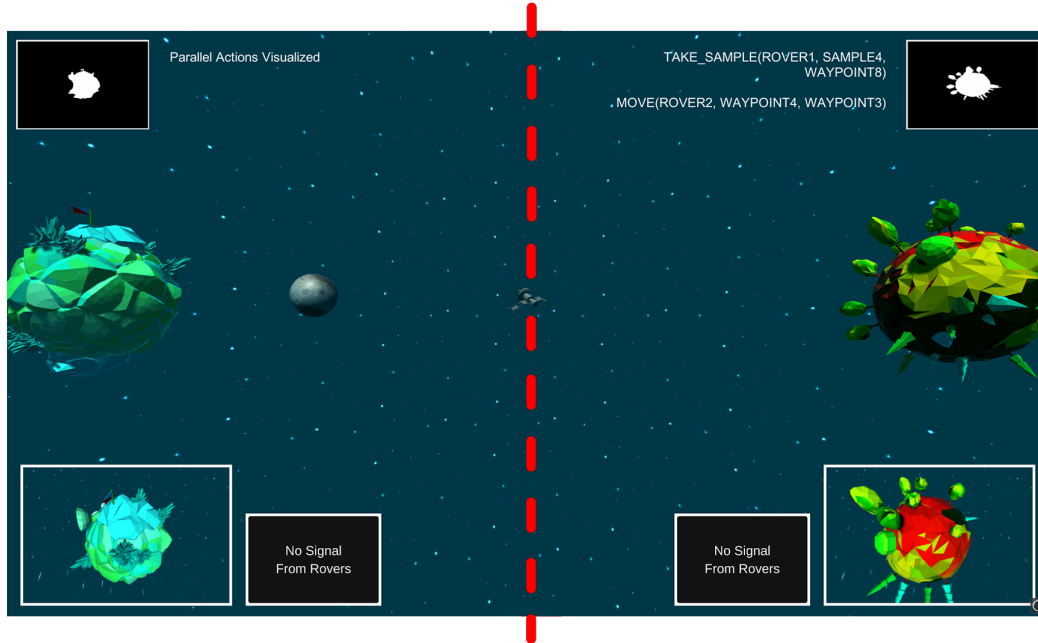 Parallel Actions Visualized
TAKE_SAMPLE(ROVER1, SAMPLE4,
WAYPOINT8)
MOVE(ROVER2, WAYPOINT4, WAYPOINT3)
No Signal
From Rovers
No Signal
From Rovers